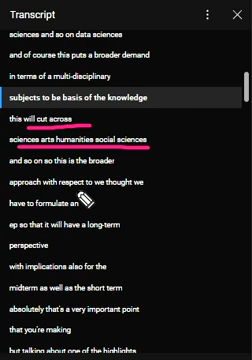 Transcript
sciences and so on data sciences
and of course this puts a broader demand
in terms of a multi-disciplinary
subjects to be basis of the knowledge
this will cut across
sciences arts humanities social sciences
and so on so this is the broader
approach with respect to we thought we
have to formulate an
ep so that it will have a long-term
perspective
with implications also for the
midterm as well as the short term
absolutely that's a very important point
that you're making
but talking about one of the highlights